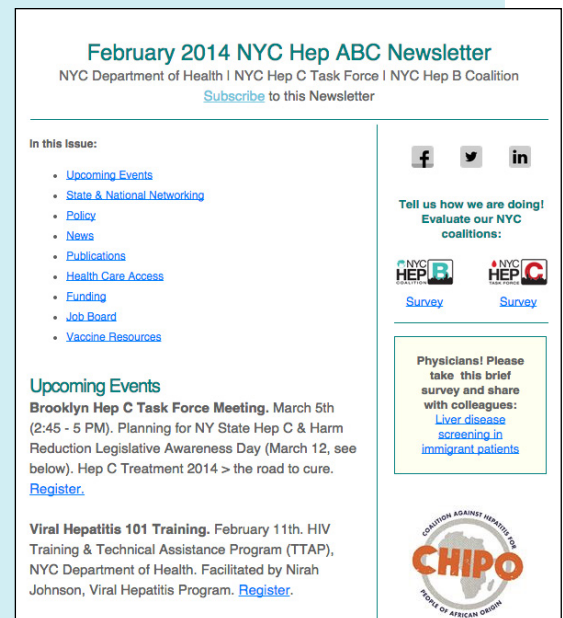 February 2014 NYC Hep ABC Newsletter
NYC Department of Health | NYC Hep C Task Force | NYC Hep B Coalition
Subscribe to this Newsletter
In this Issue:
Upcoming Events
State & National Networking
Policy
News
Publications
Health Care Access
Funding
Job Board
Vaccine Resources
Upcoming Events
Brooklyn Hep C Task Force Meeting. March 5th
(2:45 - 5 PM). Planning for NY State Hep C & Harm
Reduction Legislative Awareness Day (March 12, see
below). Hep C Treatment 2014 > the road to cure.
Register.
Viral Hepatitis 101 Training. February 11th. HIV
Training & Technical Assistance Program (TTAP),
NYC Department of Health. Facilitated by Nirah
Johnson, Viral Hepatitis Program. Register.
f
in
Tell us how we are doing!
Evaluate our NYC
coalitions:
NYC
HEP B
COALITION
Survey
NYC
HEP C
TASK FORCE
Survey
Physicians! Please
take this brief
survey and share
with colleagues:
Liver disease
screening in
immigrant patients
COALITION AGAINST HEPATITIS FOR
CHIPO
PEOPLE OF AFRICAN ORIGIN